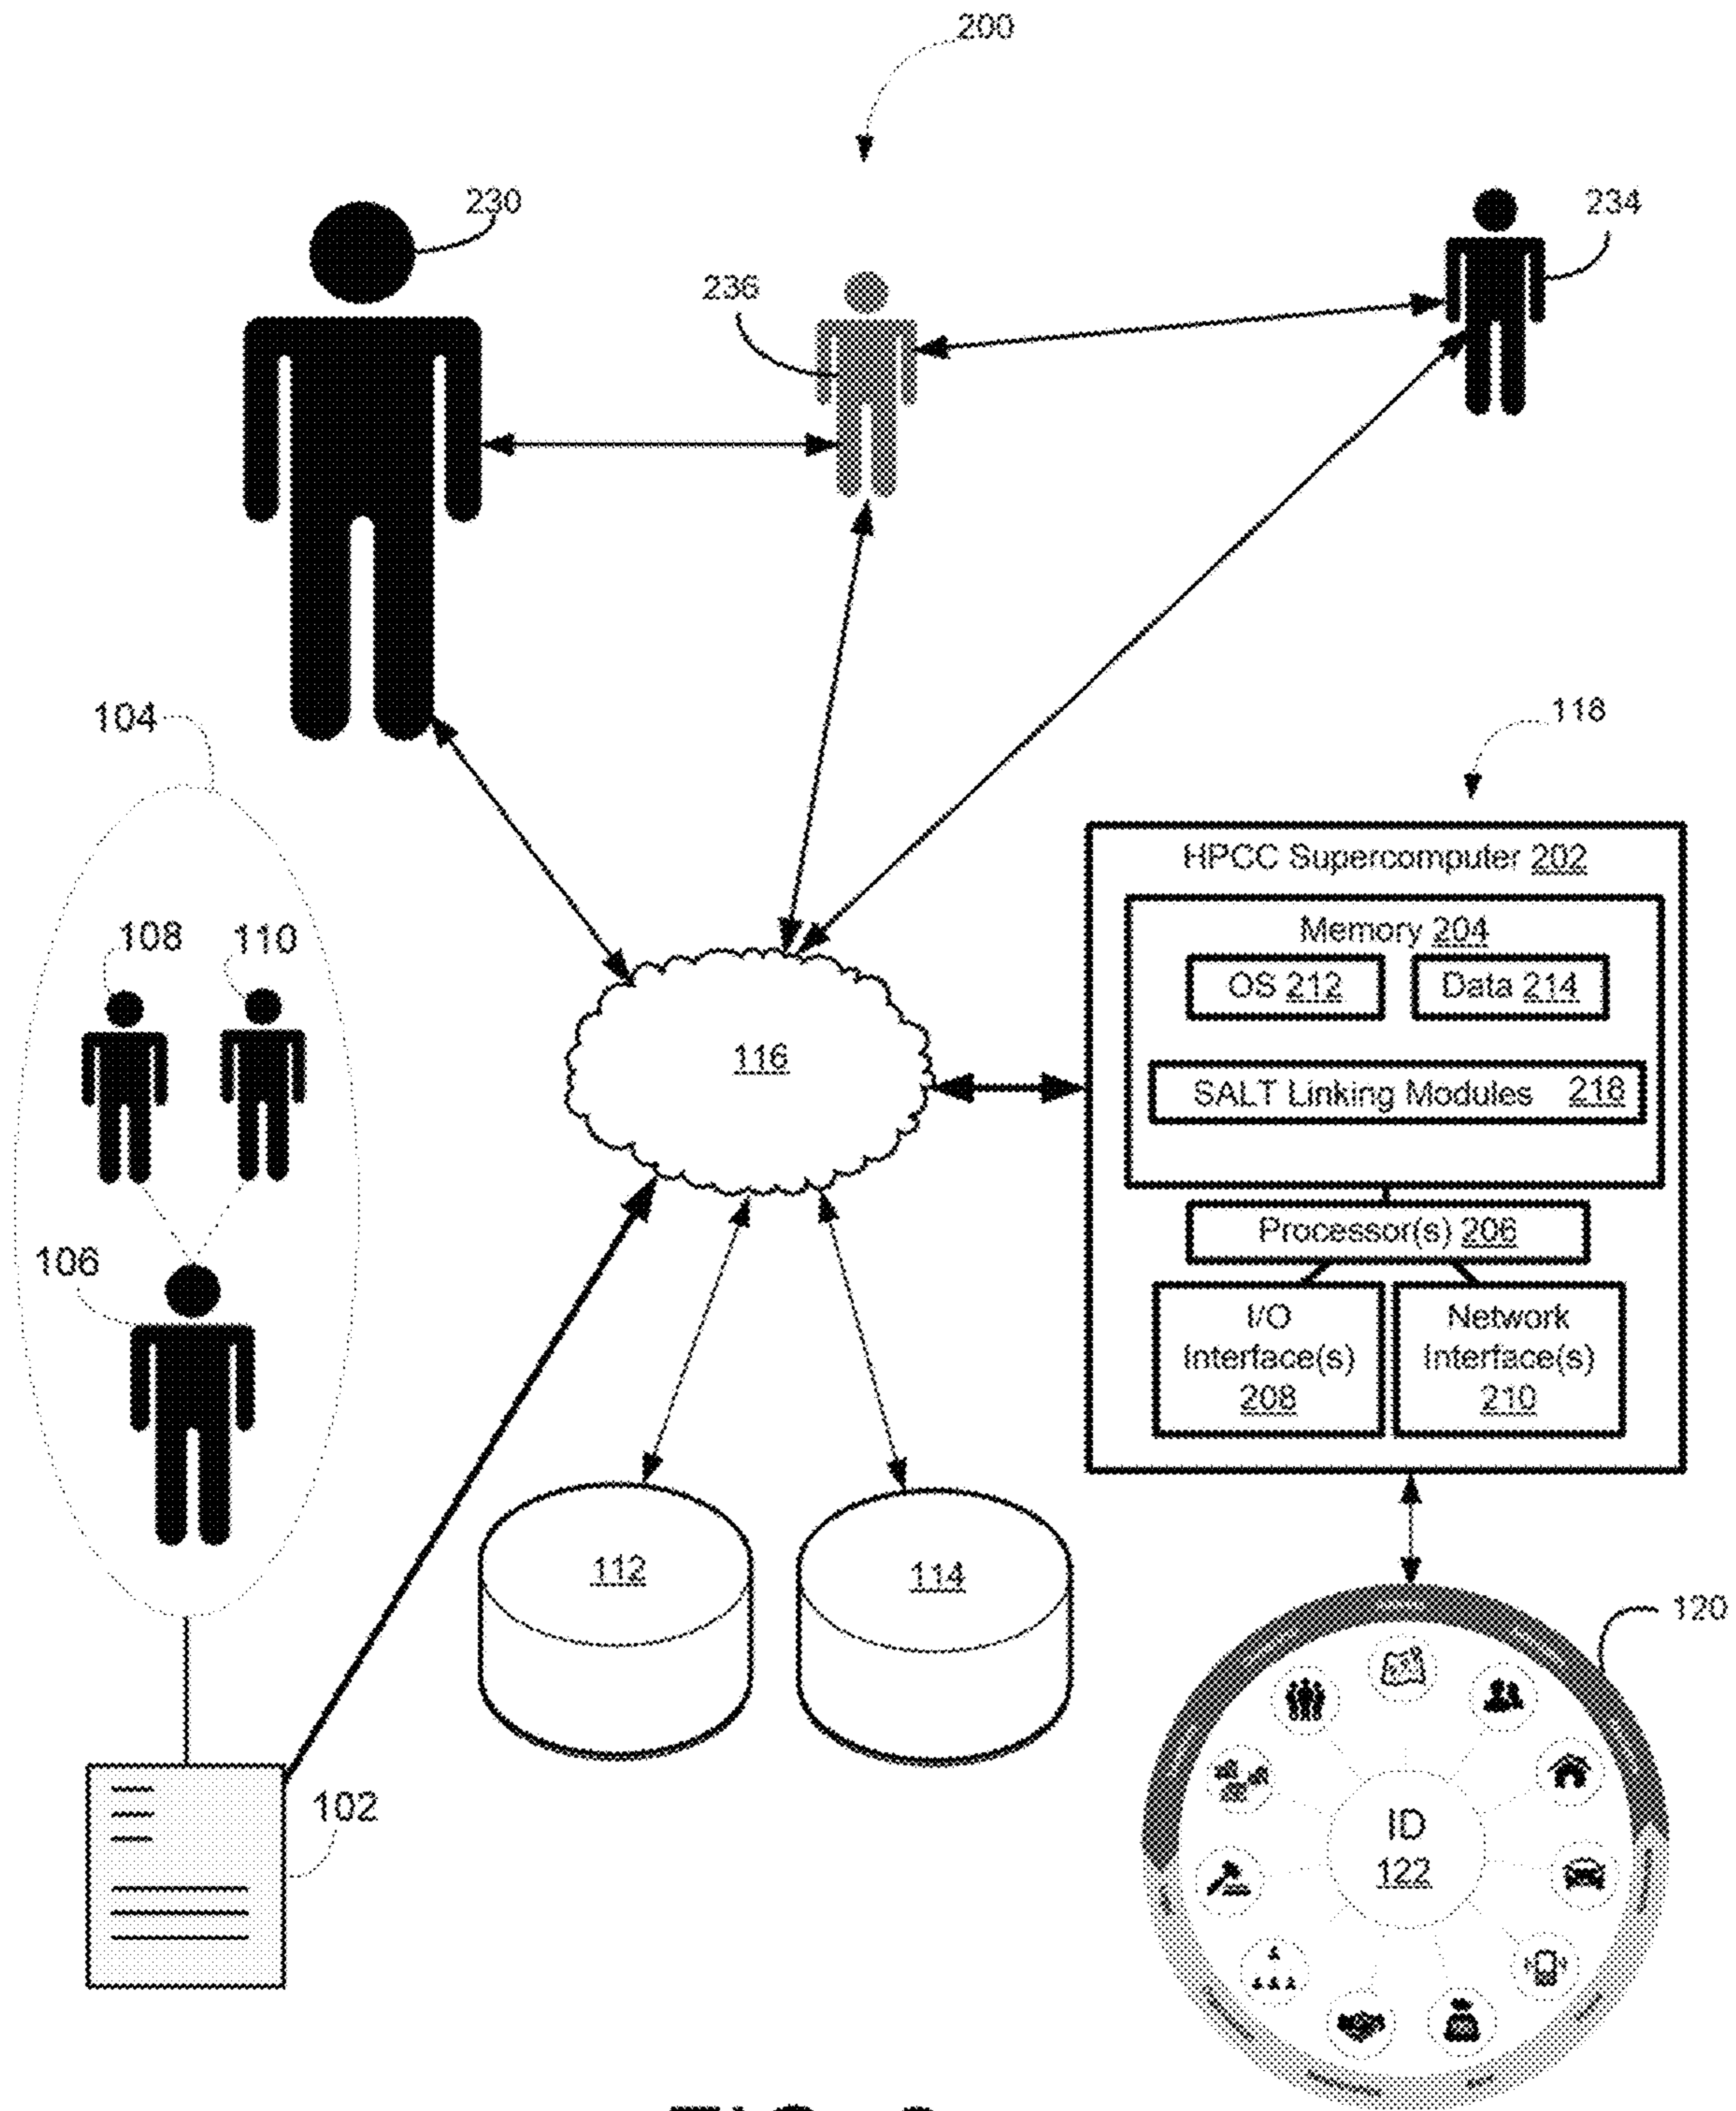 200
230
234
236
104
118
HPCC Supercomputer 202
Memory 204
108
110
OS 212
Data 214
116
SALT Linking Modules 216
Processor(s) 206
106
I/O
Interface(s)
208
Network
Interface(s)
210
112
114
120
102
ID
122